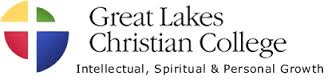 Great Lakes
Christian College
Intellectual, Spiritual & Personal Growth